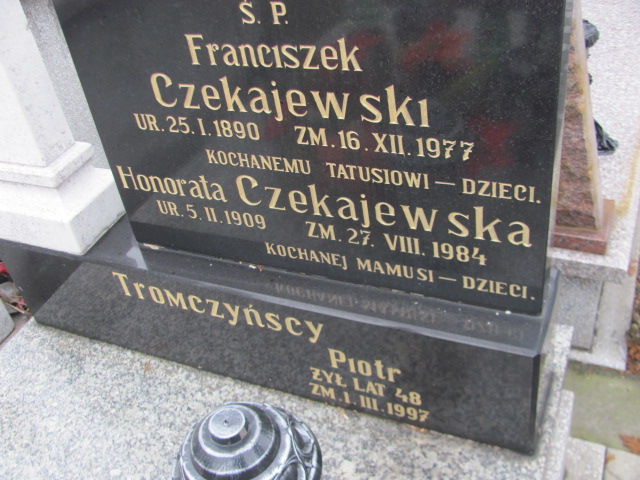 Ś. P.
Franciszek
Czekajewski
UR. 25. I. 1890 ZM. 16. XII. 1977
KOCHANEMU TATUSIOWI — DZIECI.
Honorata Czekajewska
UR. 5. II. 1909 ZM. 27. VIII. 1984
KOCHANEJ MAMUSI — DZIECI.
Tromczyńscy
Piotr
ŻYŁ LAT 48
ZM. 1. III. 1997